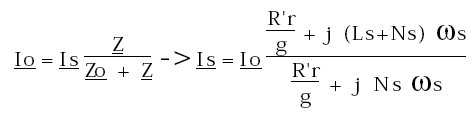 Io = Is Z / (Zo + Z) -> Is = Io (R'r/g + j (Ls+Ns) ωs) / (R'r/g + j Ns ωs)